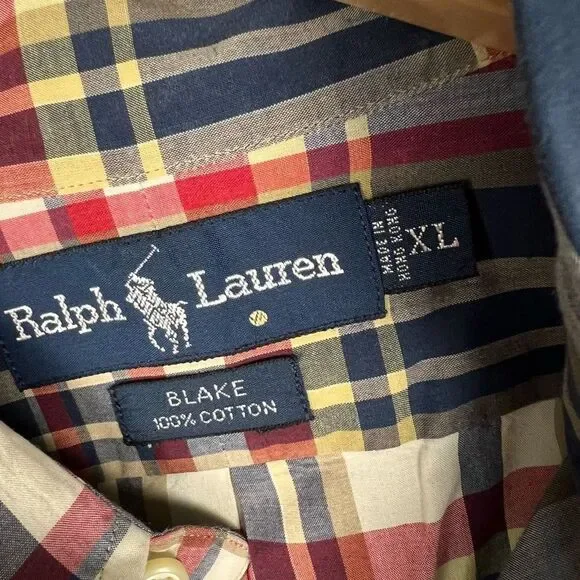 Ralph Lauren
MADE IN
HONG KONG
XL
BLAKE
100% COTTON